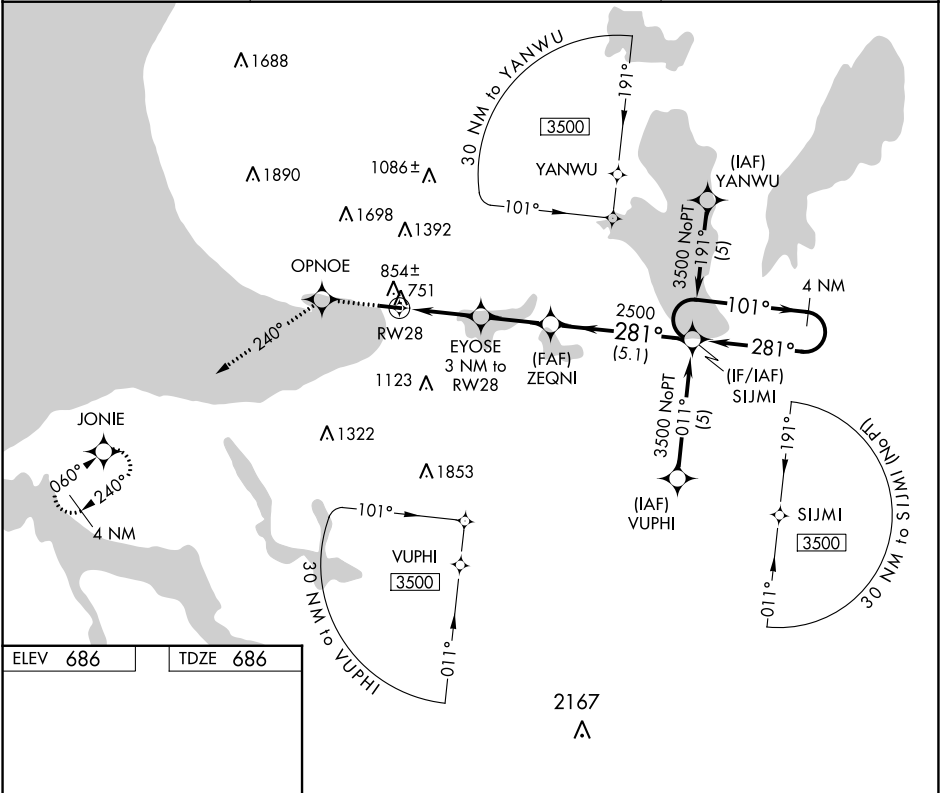 1688
30 NM to YANWU
191°
3500
YANWU
101°
1890
1086±
1698
1392
(IAF)
YANWU
3500 NoPT
191°
(5)
OPNOE
854±
751
RW28
240°
EYOSE
3 NM to
RW28
(FAF)
ZEQNI
2500
281°
(5.1)
101°
4 NM
281°
(IF/IAF)
SIJMI
1123
3500 NoPT
011°
(5)
(IAF)
VUPHI
JONIE
060°
240°
4 NM
1322
1853
101°
VUPHI
3500
30 NM to VUPHI
011°
191°
SIJMI
3500
011°
30 NM to SIJMI (NoPT)
ELEV 686
TDZE 686
2167